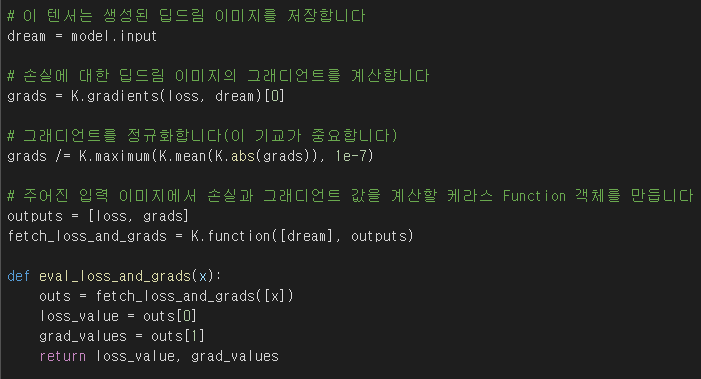 # 이 텐서는 생성된 딥드림 이미지를 저장합니다
dream = model.input

# 손실에 대한 딥드림 이미지의 그래디언트를 계산합니다
grads = K.gradients(loss, dream)[0]

# 그래디언트를 정규화합니다(이 기교가 중요합니다)
grads /= K.maximum(K.mean(K.abs(grads)), 1e-7)

# 주어진 입력 이미지에서 손실과 그래디언트 값을 계산할 케라스 Function 객체를 만듭니다
outputs = [loss, grads]
fetch_loss_and_grads = K.function([dream], outputs)

def eval_loss_and_grads(x):
    outs = fetch_loss_and_grads([x])
    loss_value = outs[0]
    grad_values = outs[1]
    return loss_value, grad_values